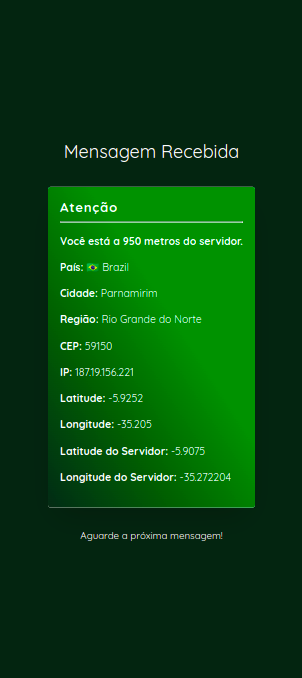 Mensagem Recebida
Atenção
Você está a 950 metros do servidor.
País: 🇧🇷 Brazil
Cidade: Parnamirim
Região: Rio Grande do Norte
CEP: 59150
IP: 187.19.156.221
Latitude: -5.9252
Longitude: -35.205
Latitude do Servidor: -5.9075
Longitude do Servidor: -35.272204
Aguarde a próxima mensagem!